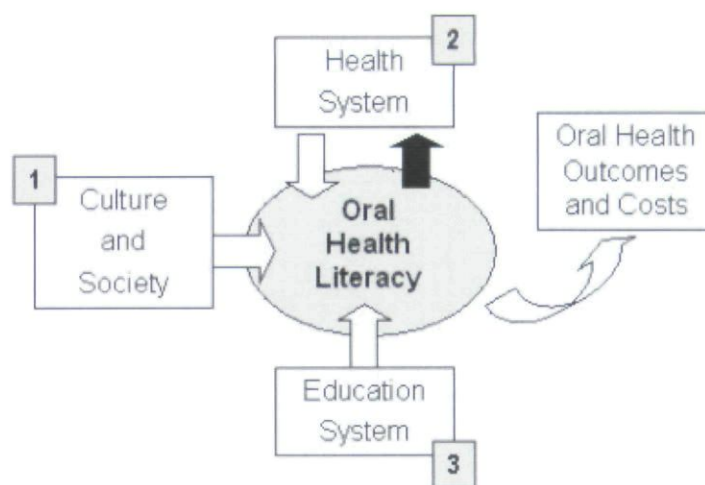 2
Health
System
1
Culture
and
Society
Oral
Health
Literacy
Oral Health
Outcomes
and Costs
Education
System
3